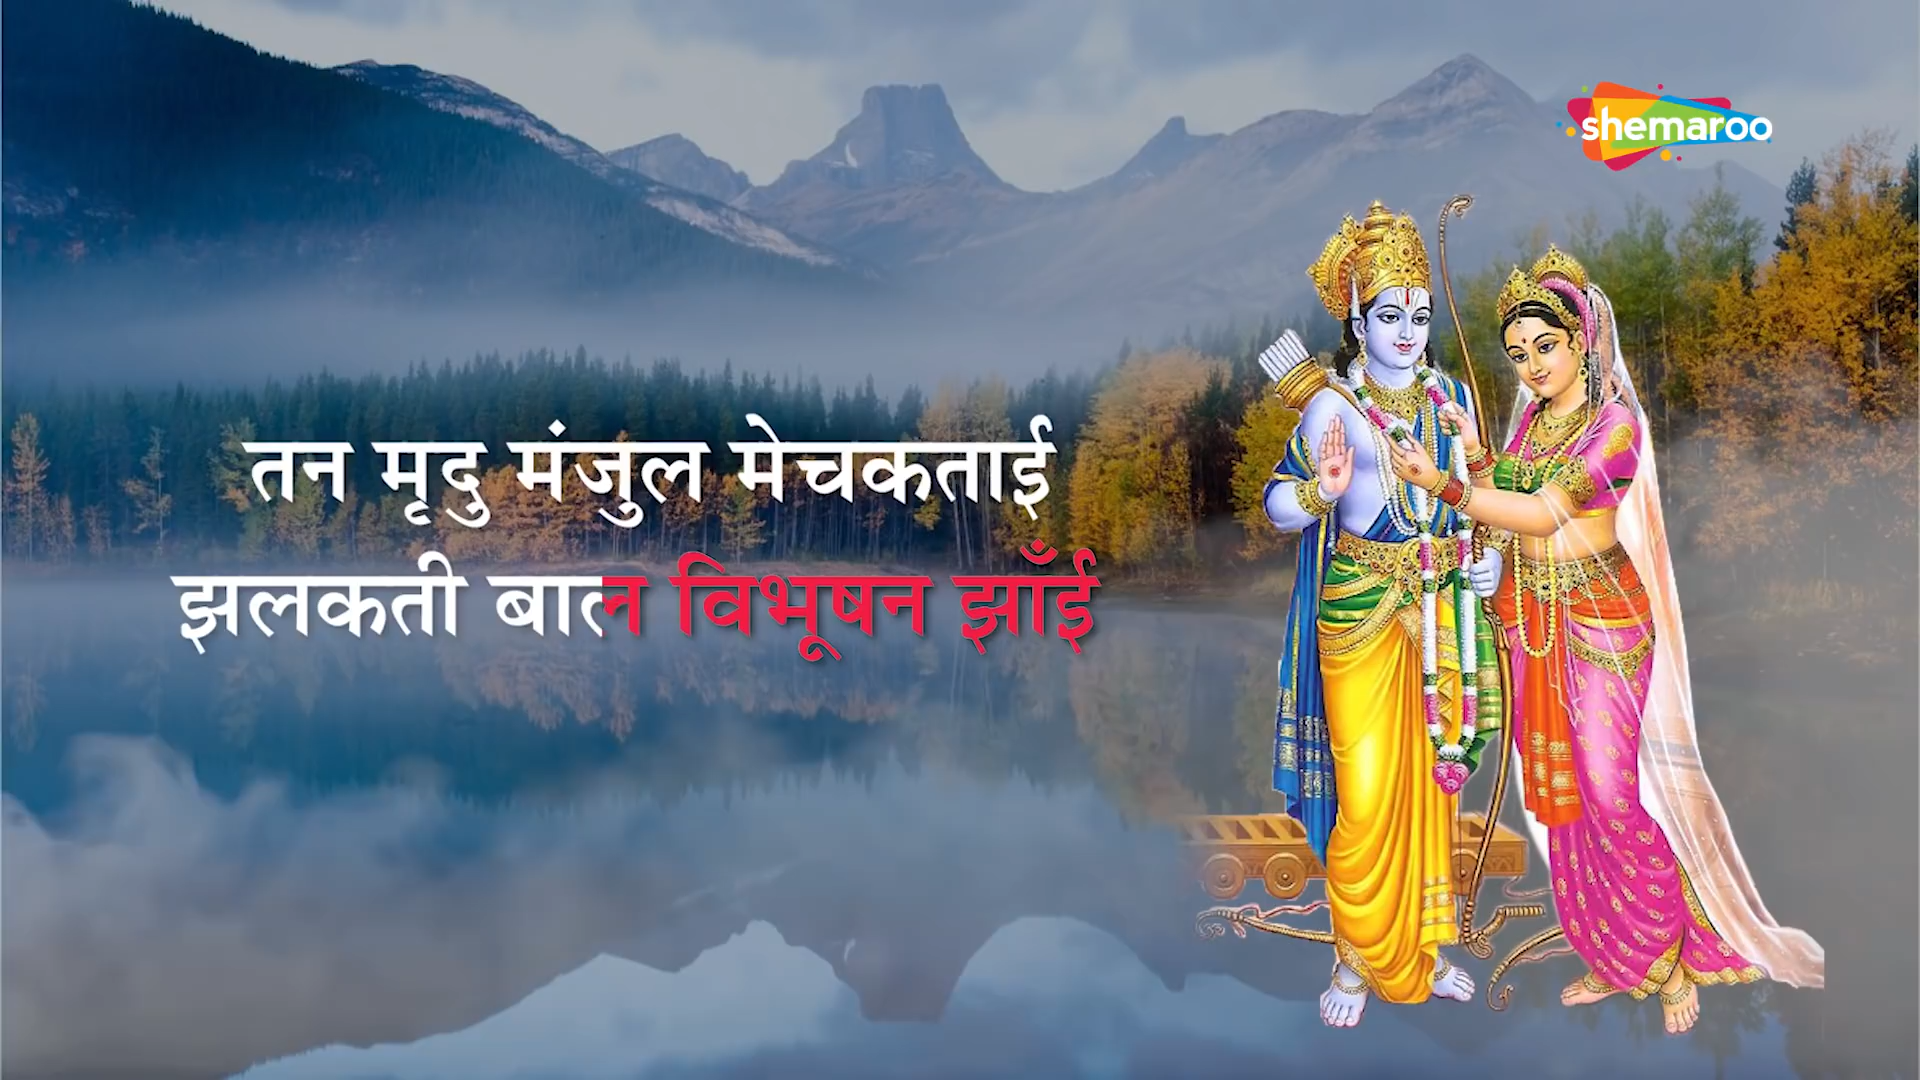 shemaroo
तन मृदु मंजुल मेचकताई
झलकती बाल विभूषन झाँई